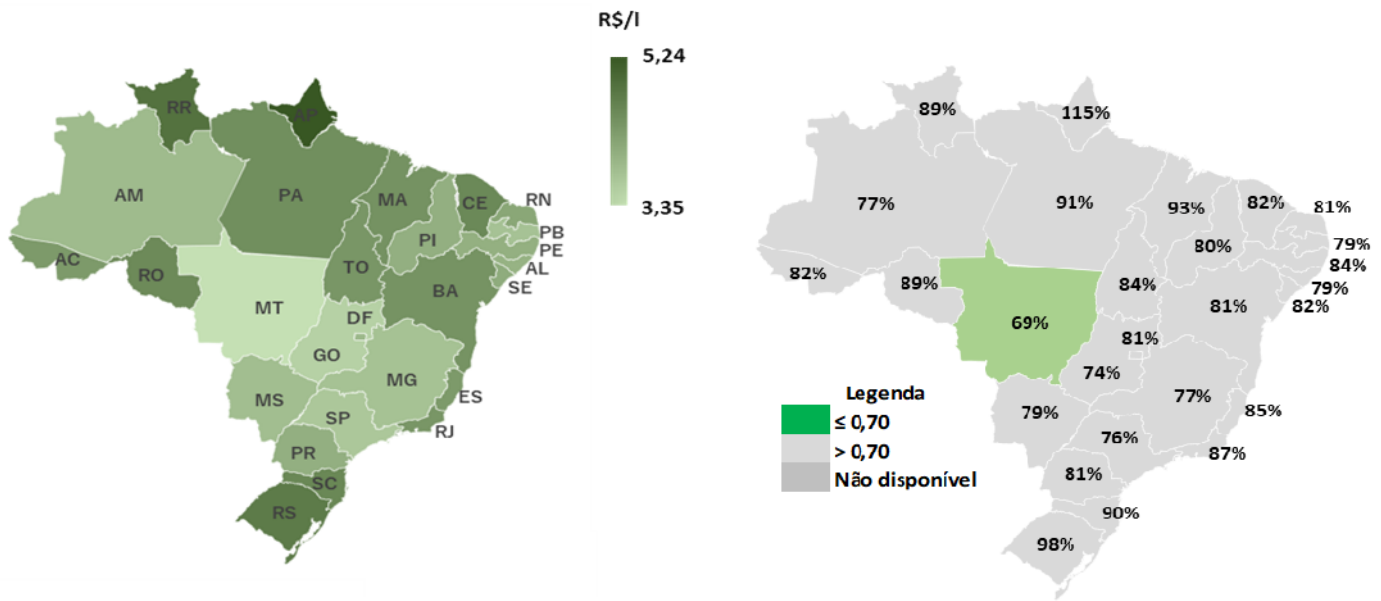 R$/l
5,24
3,35
RR
AP
AM
PA
MA
CE
RN
PB
PE
AL
SE
PI
AC
RO
TO
BA
MT
DF
GO
MG
ES
MS
SP
RJ
PR
SC
RS
89%
115%
77%
91%
93%
82%
81%
80%
79%
84%
79%
82%
82%
89%
84%
81%
69%
81%
74%
77%
85%
79%
76%
87%
81%
90%
98%
Legenda
≤ 0,70
> 0,70
Não disponível